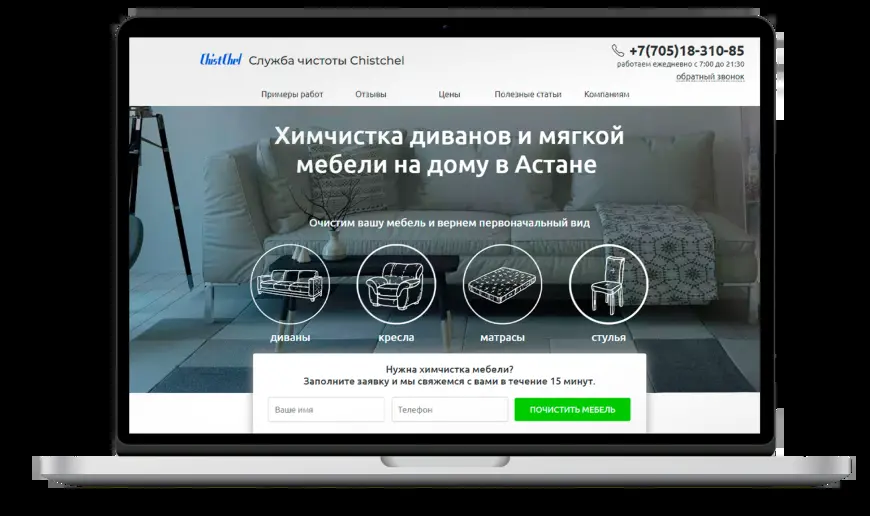 ChistChel Служба чистоты Chistchel
+7(705)18-310-85
работаем ежедневно с 7:00 до 21:30
обратный звонок
Примеры работ Отзывы Цены Полезные статьи Компаниям
Химчистка диванов и мягкой
мебели на дому в Астане
Очистим вашу мебель и вернем первоначальный вид
диваны кресла матрасы стулья
Нужна химчистка мебели?
Заполните заявку и мы свяжемся с вами в течение 15 минут.
Ваше имя Телефон ПОЧИСТИТЬ МЕБЕЛЬ